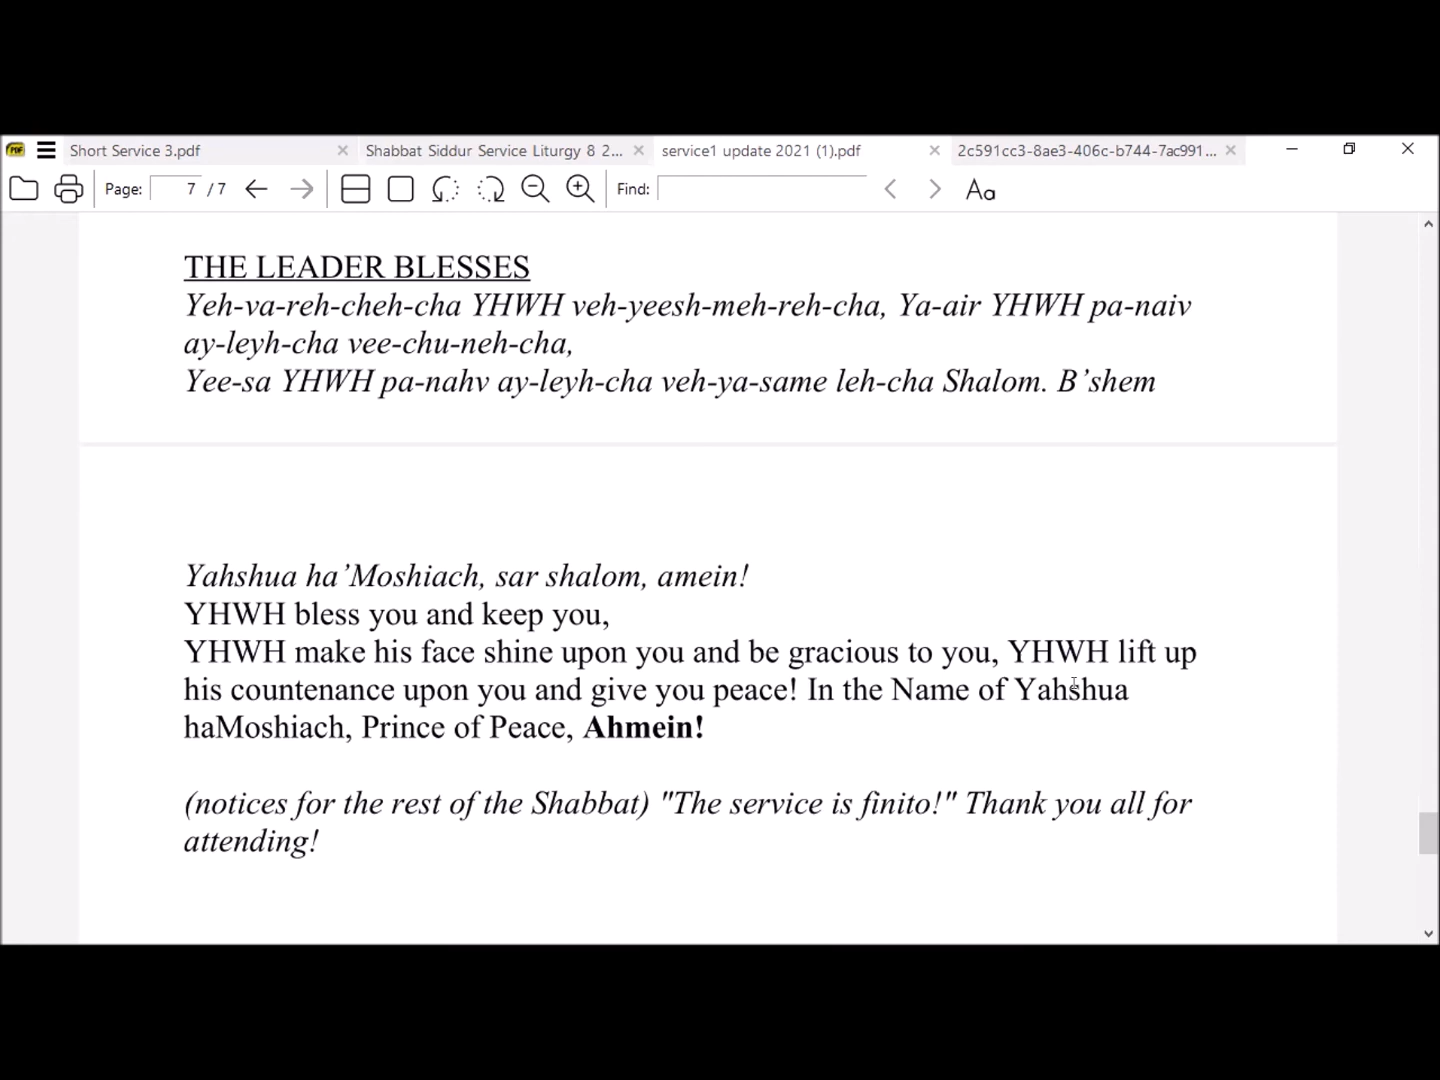 Short Service 3.pdf
Shabbat Siddur Service Liturgy 8 2...
service1 update 2021 (1).pdf
2c591cc3-8ae3-406c-b744-7ac991...
Page: 7 / 7 Find: Aa
THE LEADER BLESSES
Yeh-va-reh-cheh-cha YHWH veh-yeesh-meh-reh-cha, Ya-air YHWH pa-naiv
ay-leyh-cha vee-chu-neh-cha,
Yee-sa YHWH pa-nahv ay-leyh-cha veh-ya-same leh-cha Shalom. B’shem
Yahshua ha’Moshiach, sar shalom, amein!
YHWH bless you and keep you,
YHWH make his face shine upon you and be gracious to you, YHWH lift up
his countenance upon you and give you peace! In the Name of Yahshua
haMoshiach, Prince of Peace, Ahmein!
(notices for the rest of the Shabbat) "The service is finito!" Thank you all for
attending!